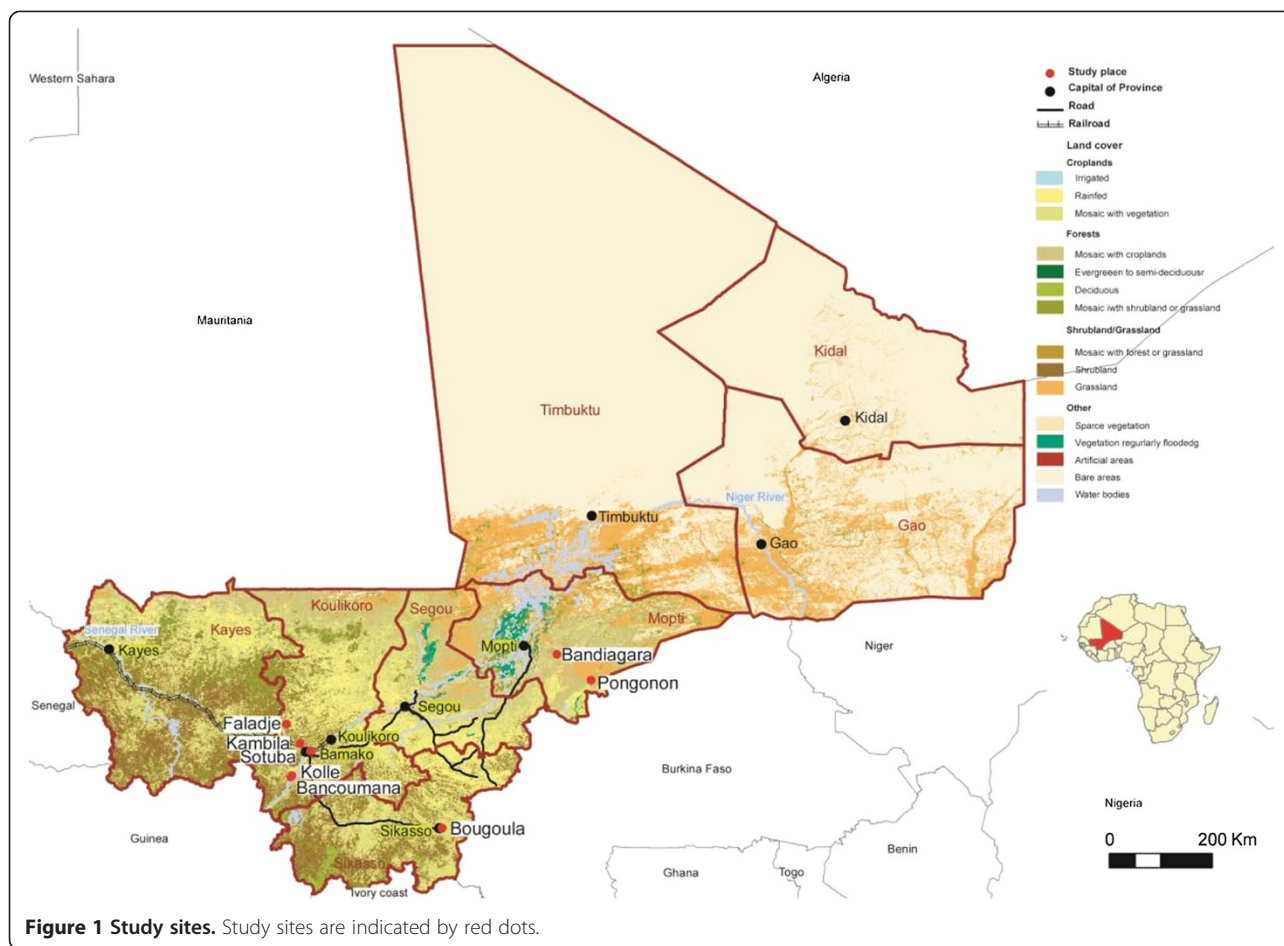 Western Sahara
Algeria
Mauritania
Study place
Capital of Province
Road
Railroad
Land cover
Croplands
Irrigated
Rainfed
Mosaic with vegetation
Forests
Mosaic with croplands
Evergreeen to semi-deciduousr
Deciduous
Mosaic iwth shrubland or grassland
Shrubland/Grassland
Mosaic with forest or grassland
Shrubland
Grassland
Other
Sparce vegetation
Vegetation regurlarly floodedg
Artificial areas
Bare areas
Water bodies
Kidal
Timbuktu
Kidal
Niger River
Timbuktu
Gao
Gao
Koulikoro
Segou
Kayes
Senegal River
Kayes
Mopti
Mopti
Bandiagara
Pongonon
Niger
Senegal
Segou
Faladje
Koulikoro
Kambila
Sotuba
Bamako
Kolle
Bancoumana
Burkina Faso
Guinea
Sikasso
Bougoula
Sikasso
Ivory coast
Ghana
Togo
Benin
Nigeria
0 200 Km
Figure 1 Study sites. Study sites are indicated by red dots.